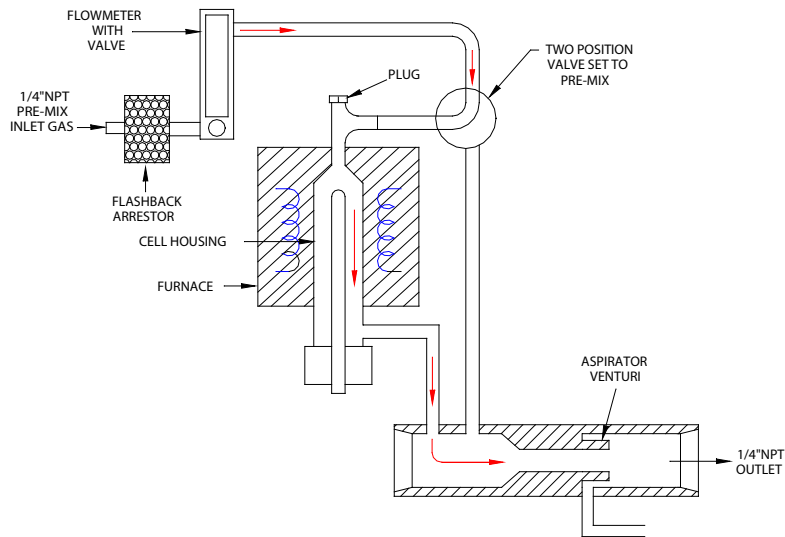 FLOWMETER
WITH
VALVE
1/4"NPT
PRE-MIX
INLET GAS
FLASHBACK
ARRESTOR
PLUG
TWO POSITION
VALVE SET TO
PRE-MIX
CELL HOUSING
FURNACE
ASPIRATOR
VENTURI
1/4"NPT
OUTLET